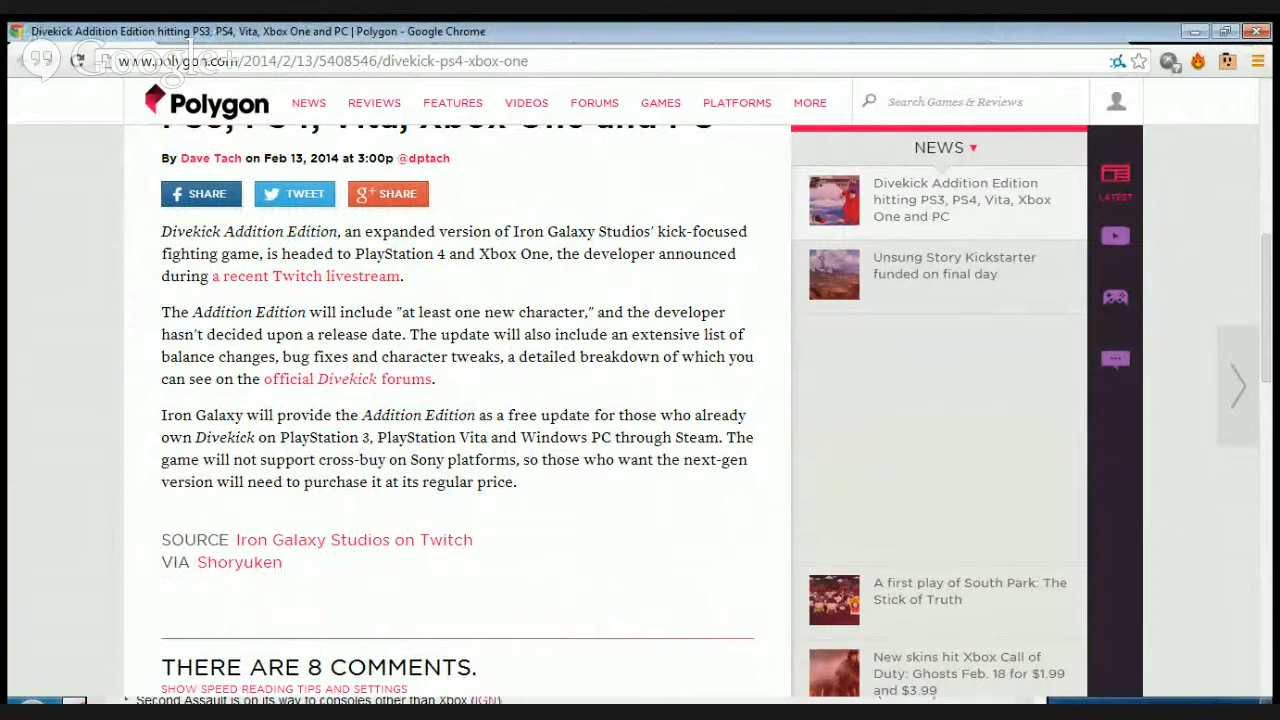 Divekick Addition Edition hitting PS3, PS4, Vita, Xbox One and PC | Polygon - Google Chrome
Google+
www.polygon.com/2014/2/13/5408546/divekick-ps4-xbox-one
Polygon
NEWS REVIEWS FEATURES VIDEOS FORUMS GAMES PLATFORMS MORE
Search Games & Reviews
PS3, PS4, Vita, Xbox One and PC
By Dave Tach on Feb 13, 2014 at 3:00p @dptach
SHARE TWEET SHARE
Divekick Addition Edition, an expanded version of Iron Galaxy Studios' kick-focused
fighting game, is headed to PlayStation 4 and Xbox One, the developer announced
during a recent Twitch livestream.
The Addition Edition will include "at least one new character," and the developer
hasn't decided upon a release date. The update will also include an extensive list of
balance changes, bug fixes and character tweaks, a detailed breakdown of which you
can see on the official Divekick forums.
Iron Galaxy will provide the Addition Edition as a free update for those who already
own Divekick on PlayStation 3, PlayStation Vita and Windows PC through Steam. The
game will not support cross-buy on Sony platforms, so those who want the next-gen
version will need to purchase it at its regular price.
SOURCE Iron Galaxy Studios on Twitch
VIA Shoryuken
THERE ARE 8 COMMENTS.
SHOW SPEED READING TIPS AND SETTINGS
Second Assault is on its way to consoles other than Xbox (IGN)
NEWS
Divekick Addition Edition
hitting PS3, PS4, Vita, Xbox
One and PC
Unsung Story Kickstarter
funded on final day
A first play of South Park: The
Stick of Truth
New skins hit Xbox Call of
Duty: Ghosts Feb. 18 for $1.99
and $3.99
LATEST